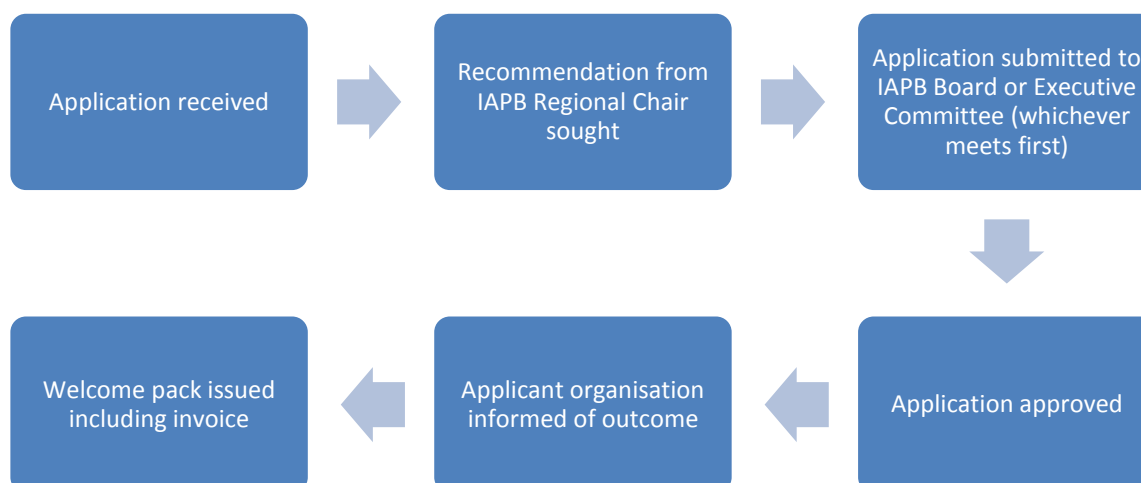 Application received
Recommendation from
IAPB Regional Chair
sought
Application submitted to
IAPB Board or Executive
Committee (whichever
meets first)
Application approved
Applicant organisation
informed of outcome
Welcome pack issued
including invoice